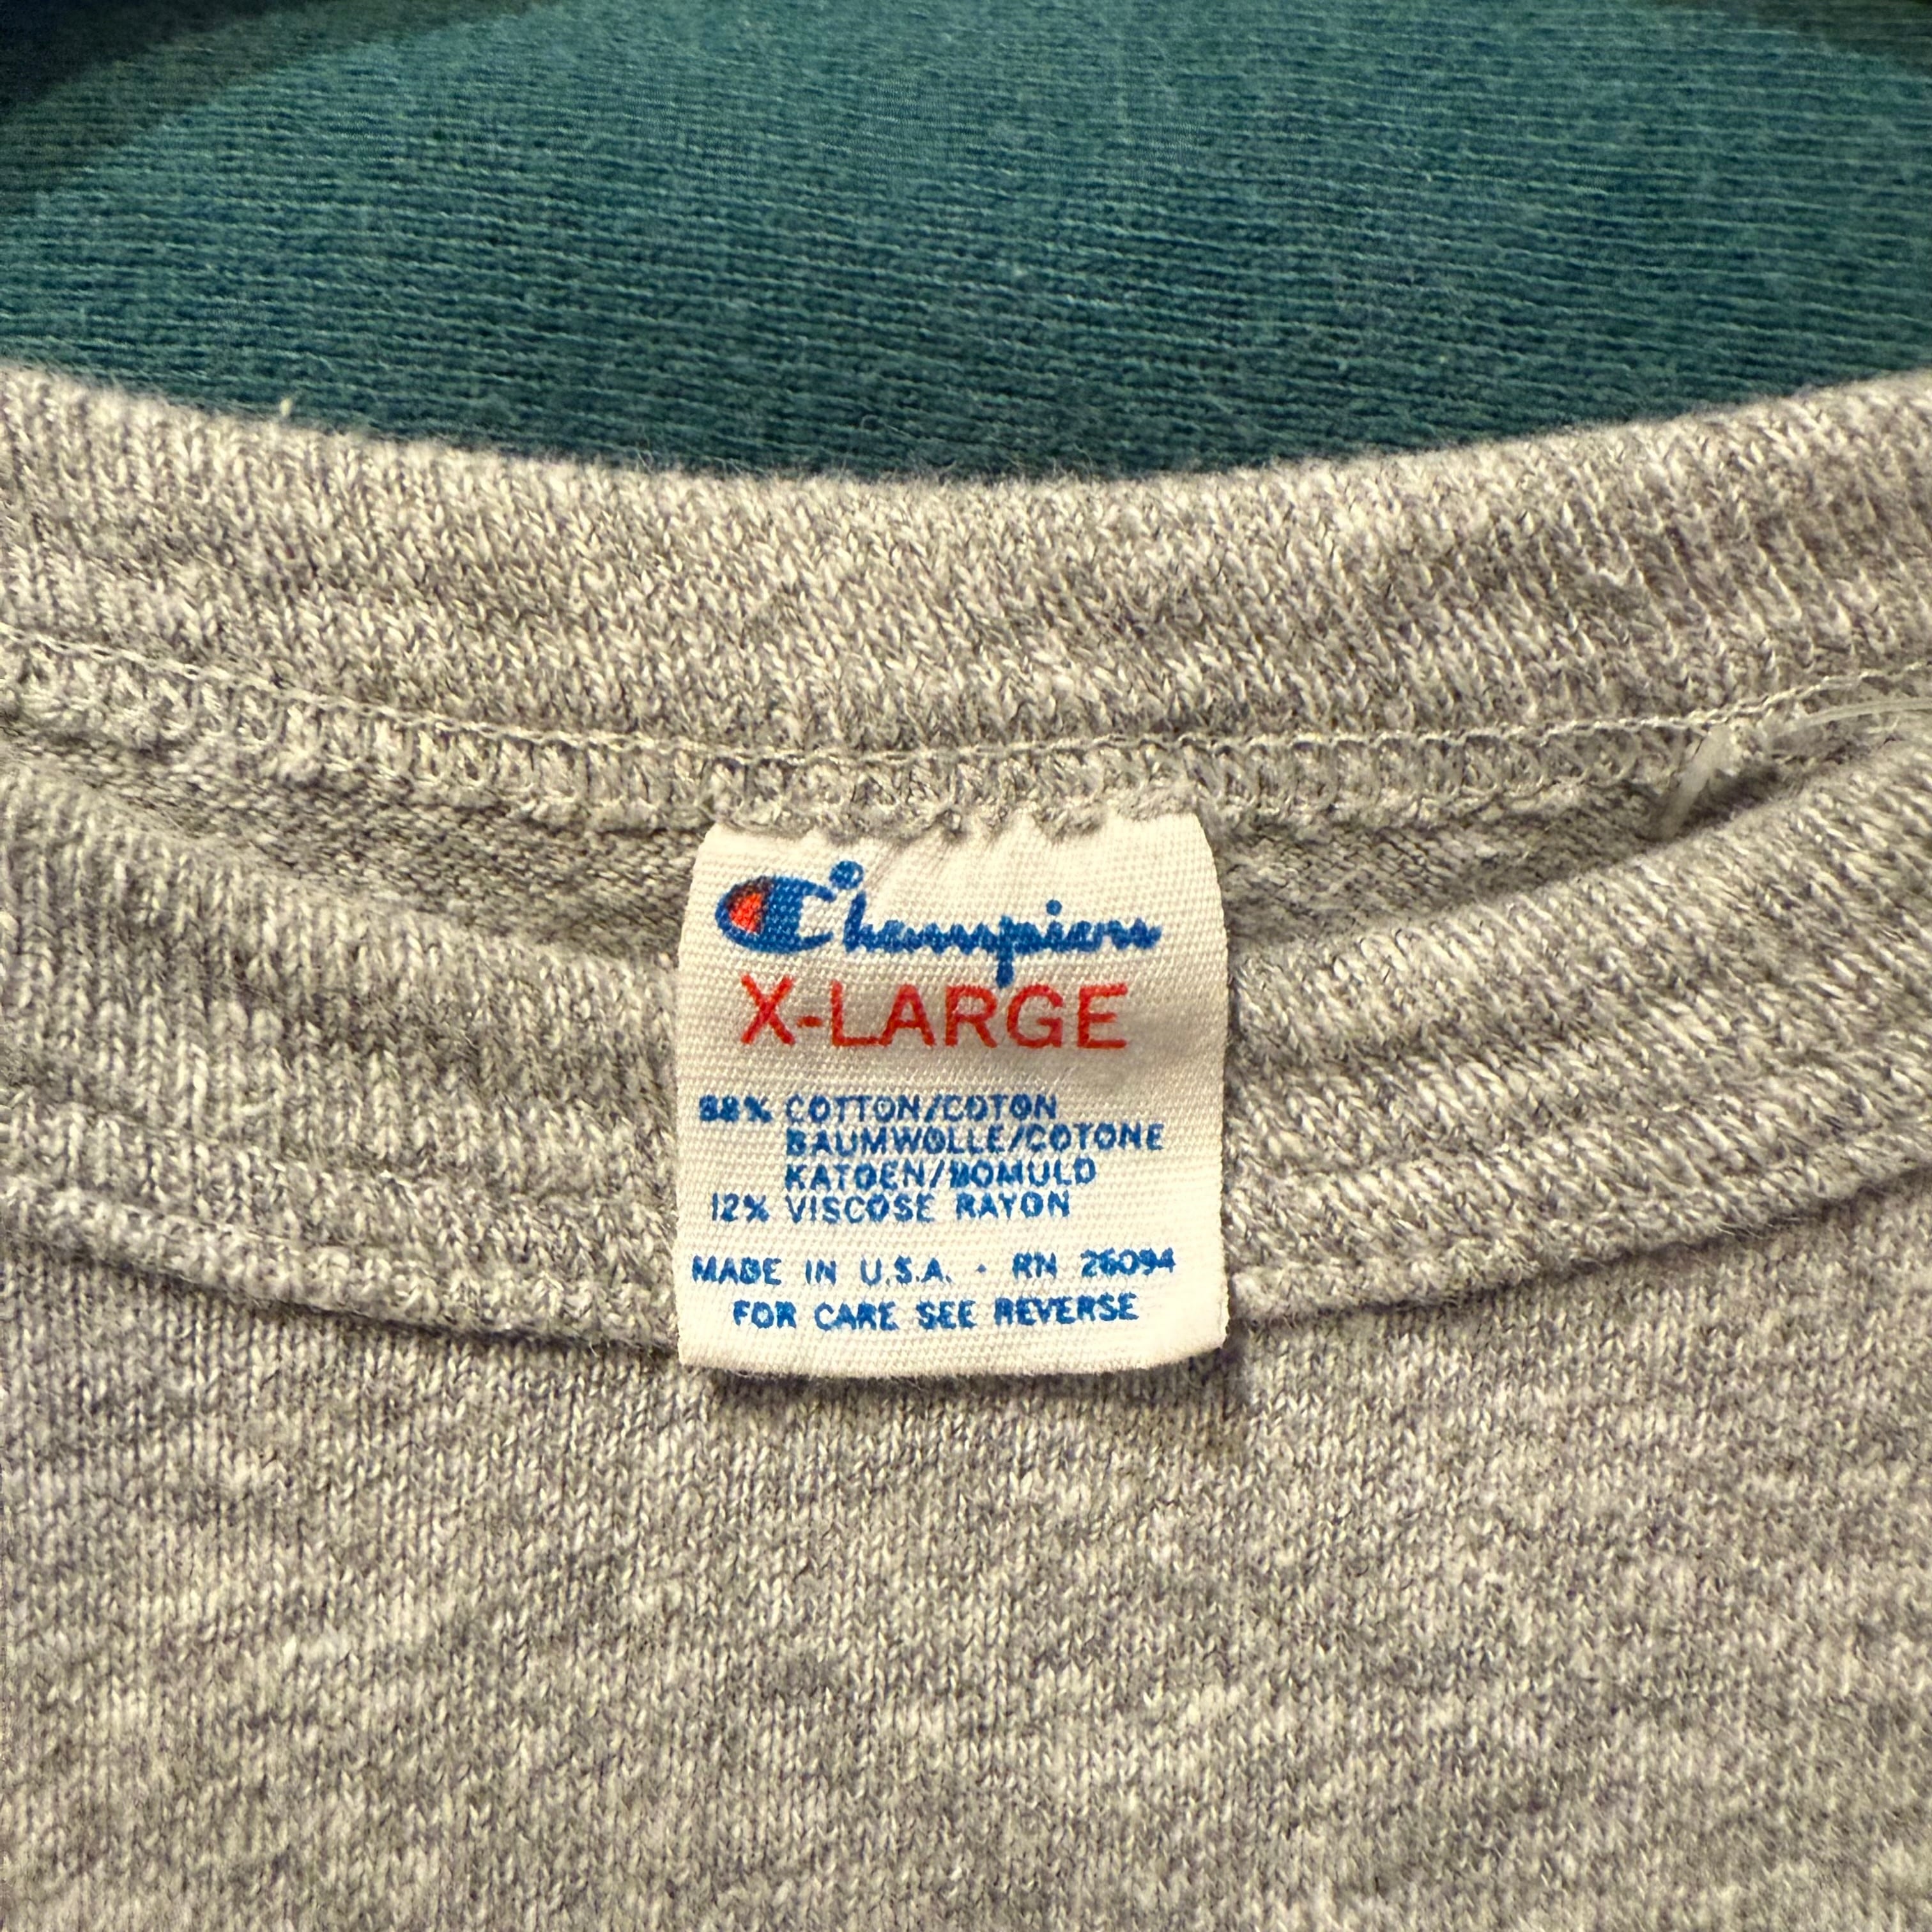 Champion
X-LARGE
88% COTTON/COTON
BAUMWOLLE/COTONE
KATOEN/BOMULD
12% VISCOSE RAYON
MADE IN U.S.A. · RN 26094
FOR CARE SEE REVERSE